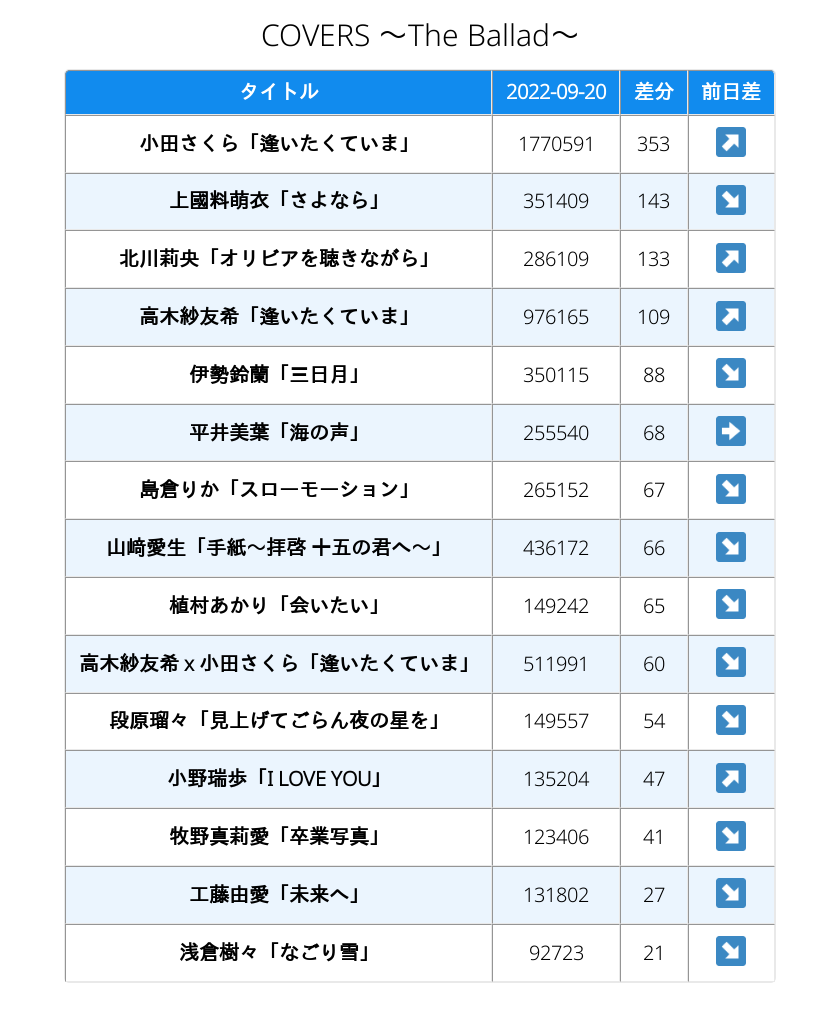 COVERS ～The Ballad～
タイトル 2022-09-20 差分 前日差
小田さくら「逢いたくていま」 1770591 353
上國料萌衣「さよなら」 351409 143
北川莉央「オリビアを聴きながら」 286109 133
高木紗友希「逢いたくていま」 976165 109
伊勢鈴蘭「三日月」 350115 88
平井美葉「海の声」 255540 68
島倉りか「スローモーション」 265152 67
山﨑愛生「手紙～拝啓 十五の君へ～」 436172 66
植村あかり「会いたい」 149242 65
高木紗友希 x 小田さくら「逢いたくていま」 511991 60
段原瑠々「見上げてごらん夜の星を」 149557 54
小野瑞歩「I LOVE YOU」 135204 47
牧野真莉愛「卒業写真」 123406 41
工藤由愛「未来へ」 131802 27
浅倉樹々「なごり雪」 92723 21